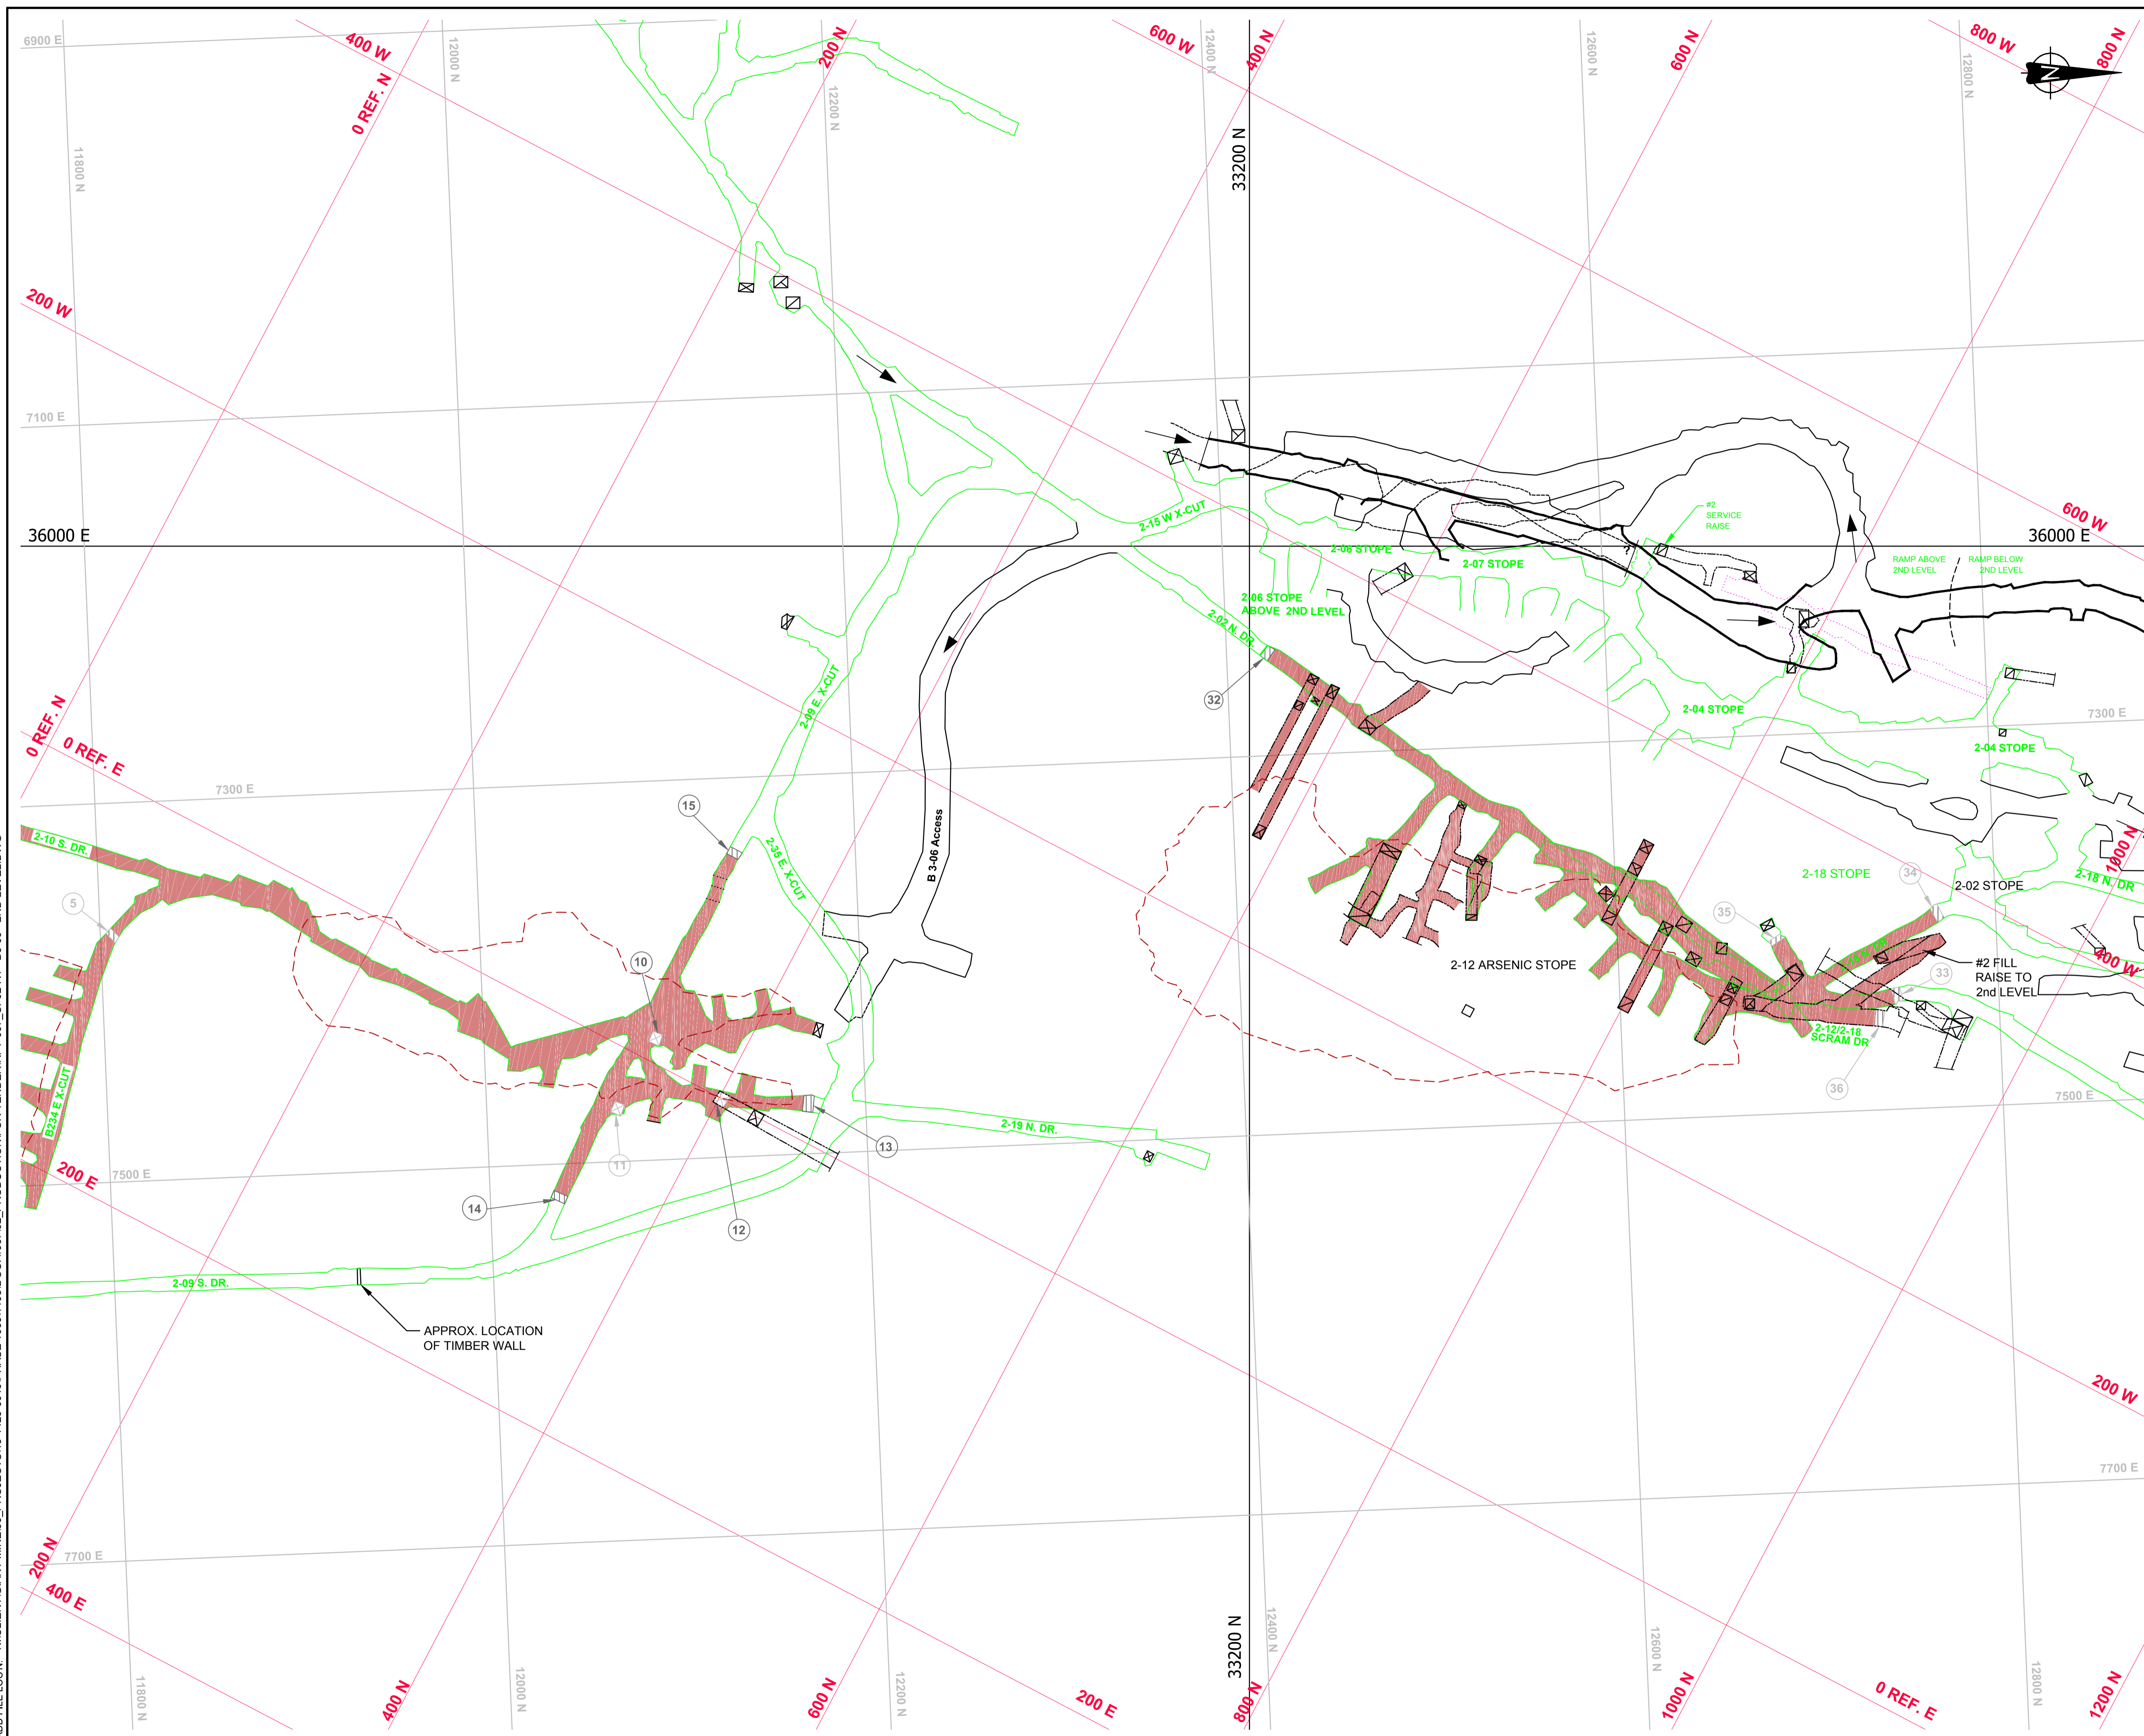 6900 E
400 W
0 REF. N
12000 N
200 N
12200 N
600 W
12400 N
400 N
12600 N
600 N
800 W
12800 N
800 N
N
11800 N
33200 N
200 W
7100 E
36000 E
2-15 W X-CUT
2-06 STOPE
2-07 STOPE
#2
SERVICE
RAISE
?
600 W
36000 E
RAMP ABOVE
2ND LEVEL
RAMP BELOW
2ND LEVEL
2-06 STOPE
ABOVE 2ND LEVEL
2-02 N. DR.
32
2-09 E. X-CUT
2-04 STOPE
7300 E
2-04 STOPE
0 REF. N
0 REF. E
7300 E
15
2-10 S. DR.
2-35 E. X-CUT
B 3-06 Access
5
10
2-18 STOPE
34
2-02 STOPE
1000 N
2-18 N. DR
35
2-12 ARSENIC STOPE
400 W
#2 FILL
RAISE TO
2nd LEVEL
33
2-12/2-18
SCRAM DR
36
B234 E X-CUT
200 E
7500 E
11
13
2-19 N. DR.
7500 E
14
12
2-09 S. DR.
APPROX. LOCATION
OF TIMBER WALL
200 W
7700 E
7700 E
200 N
400 E
11800 N
400 N
12000 N
600 N
12200 N
200 E
33200 N
800 N
12400 N
12600 N
1000 N
0 REF. E
12800 N
1200 N